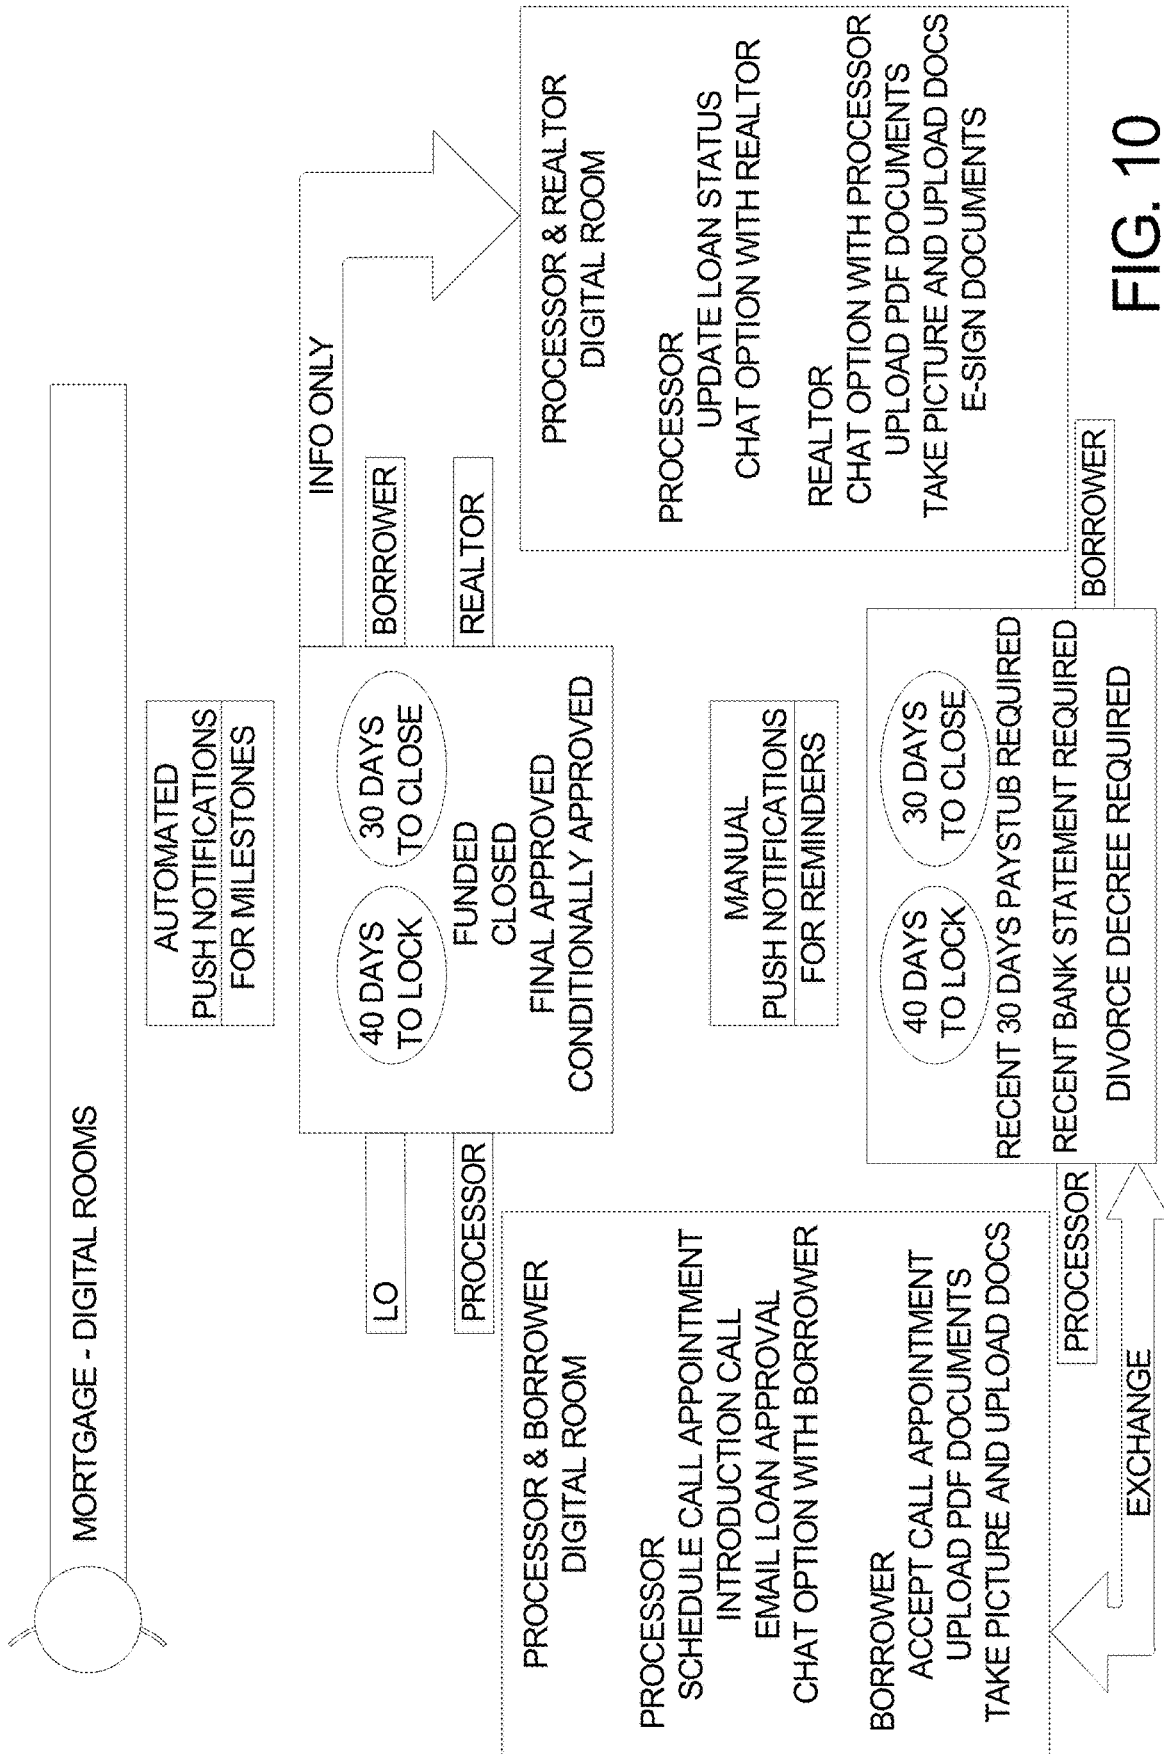 MORTGAGE - DIGITAL ROOMS
AUTOMATED
PUSH NOTIFICATIONS
FOR MILESTONES
INFO ONLY
LO
PROCESSOR
40 DAYS
TO LOCK
30 DAYS
TO CLOSE
FUNDED
CLOSED
FINAL APPROVED
CONDITIONALLY APPROVED
BORROWER
REALTOR
PROCESSOR & BORROWER
DIGITAL ROOM
PROCESSOR
SCHEDULE CALL APPOINTMENT
INTRODUCTION CALL
EMAIL LOAN APPROVAL
CHAT OPTION WITH BORROWER
BORROWER
ACCEPT CALL APPOINTMENT
UPLOAD PDF DOCUMENTS
TAKE PICTURE AND UPLOAD DOCS
MANUAL
PUSH NOTIFICATIONS
FOR REMINDERS
40 DAYS
TO LOCK
30 DAYS
TO CLOSE
RECENT 30 DAYS PAYSTUB REQUIRED
RECENT BANK STATEMENT REQUIRED
DIVORCE DECREE REQUIRED
PROCESSOR
BORROWER
EXCHANGE
PROCESSOR & REALTOR
DIGITAL ROOM
PROCESSOR
UPDATE LOAN STATUS
CHAT OPTION WITH REALTOR
REALTOR
CHAT OPTION WITH PROCESSOR
UPLOAD PDF DOCUMENTS
TAKE PICTURE AND UPLOAD DOCS
E-SIGN DOCUMENTS
FIG. 10